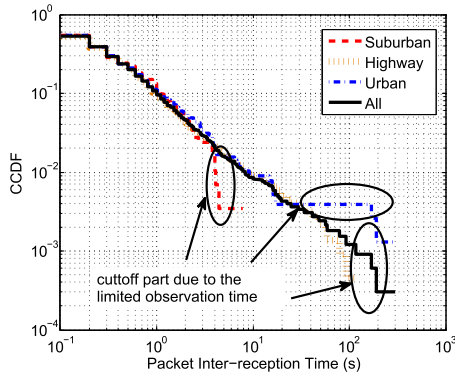 10^0
10^-1
10^-2
10^-3
10^-4
CCDF
Suburban
Highway
Urban
All
cuttoff part due to the
limited observation time
10^-1
10^0
10^1
10^2
10^3
Packet Inter-reception Time (s)